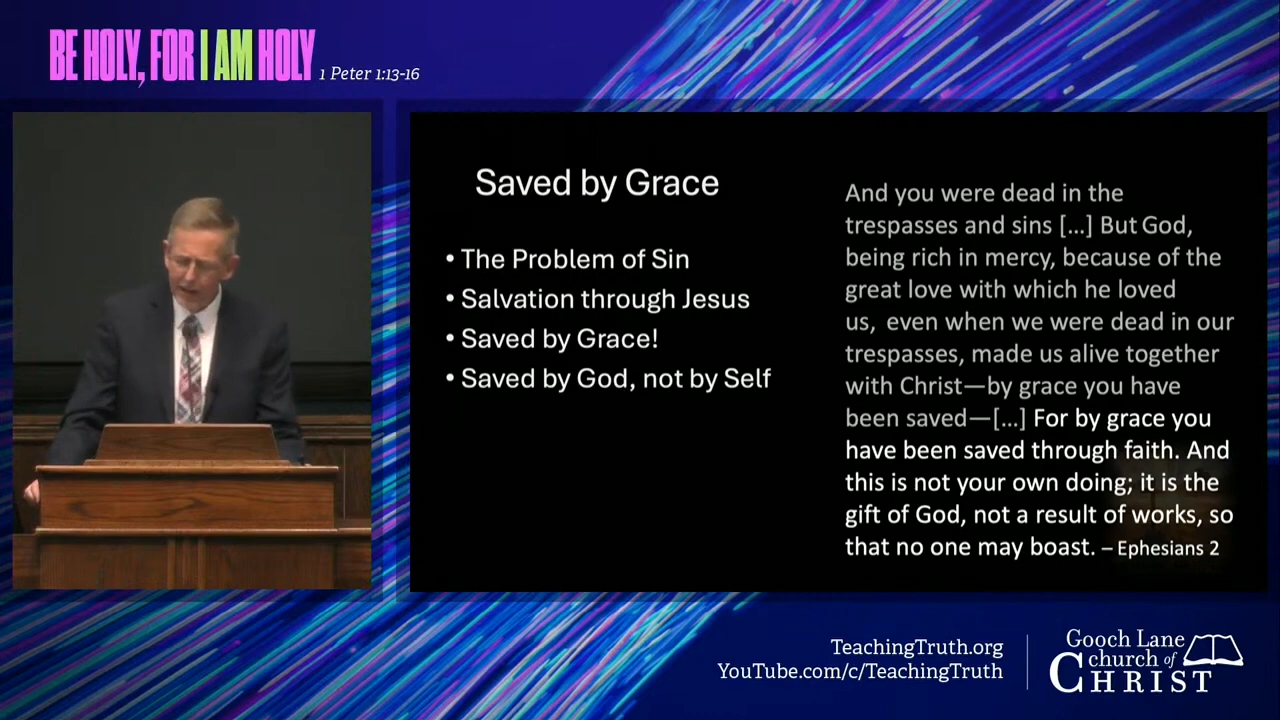 BE HOLY, FOR I AM HOLY 1 Peter 1:13-16
Saved by Grace
• The Problem of Sin
• Salvation through Jesus
• Saved by Grace!
• Saved by God, not by Self
And you were dead in the
trespasses and sins […] But God,
being rich in mercy, because of the
great love with which he loved
us, even when we were dead in our
trespasses, made us alive together
with Christ—by grace you have
been saved—[…] For by grace you
have been saved through faith. And
this is not your own doing; it is the
gift of God, not a result of works, so
that no one may boast. – Ephesians 2
TeachingTruth.org
YouTube.com/c/TeachingTruth
Gooch Lane
church of
CHRIST